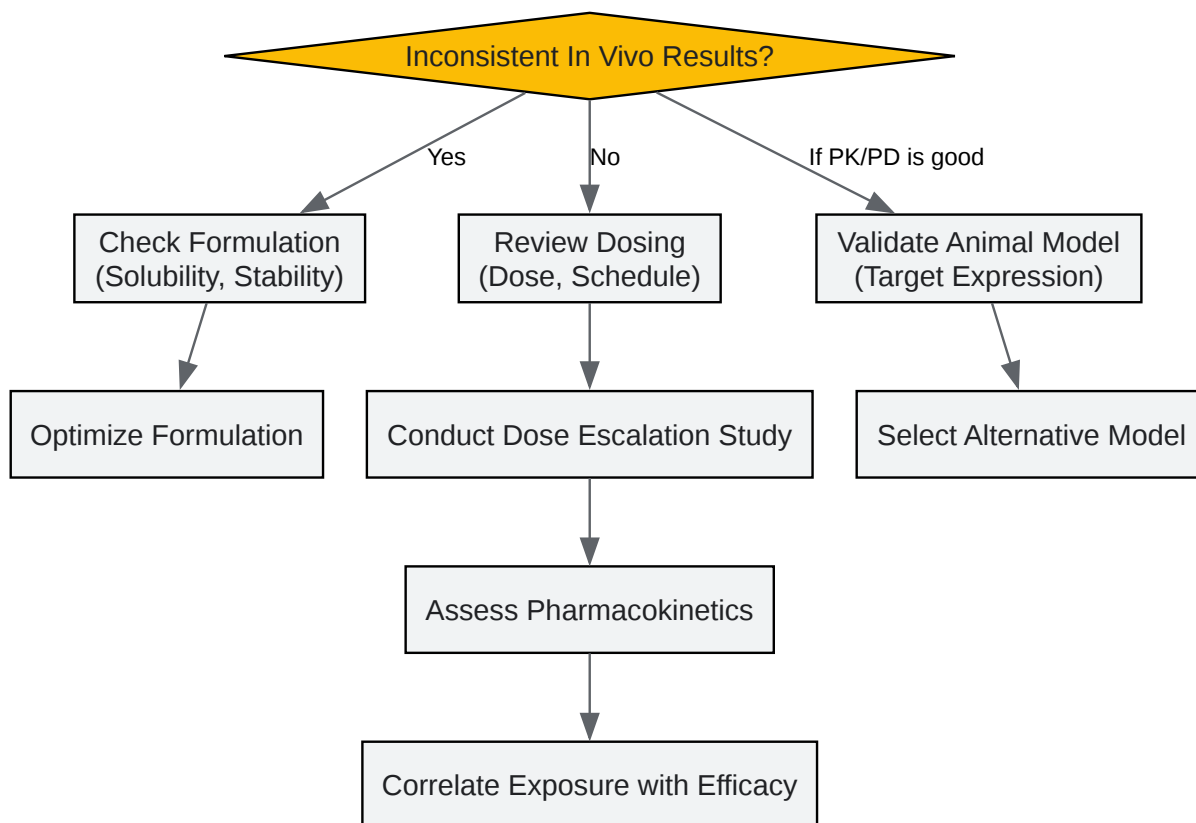 Inconsistent In Vivo Results?
Yes
No
If PK/PD is good
Check Formulation
(Solubility, Stability)
Review Dosing
(Dose, Schedule)
Validate Animal Model
(Target Expression)
Optimize Formulation
Conduct Dose Escalation Study
Select Alternative Model
Assess Pharmacokinetics
Correlate Exposure with Efficacy